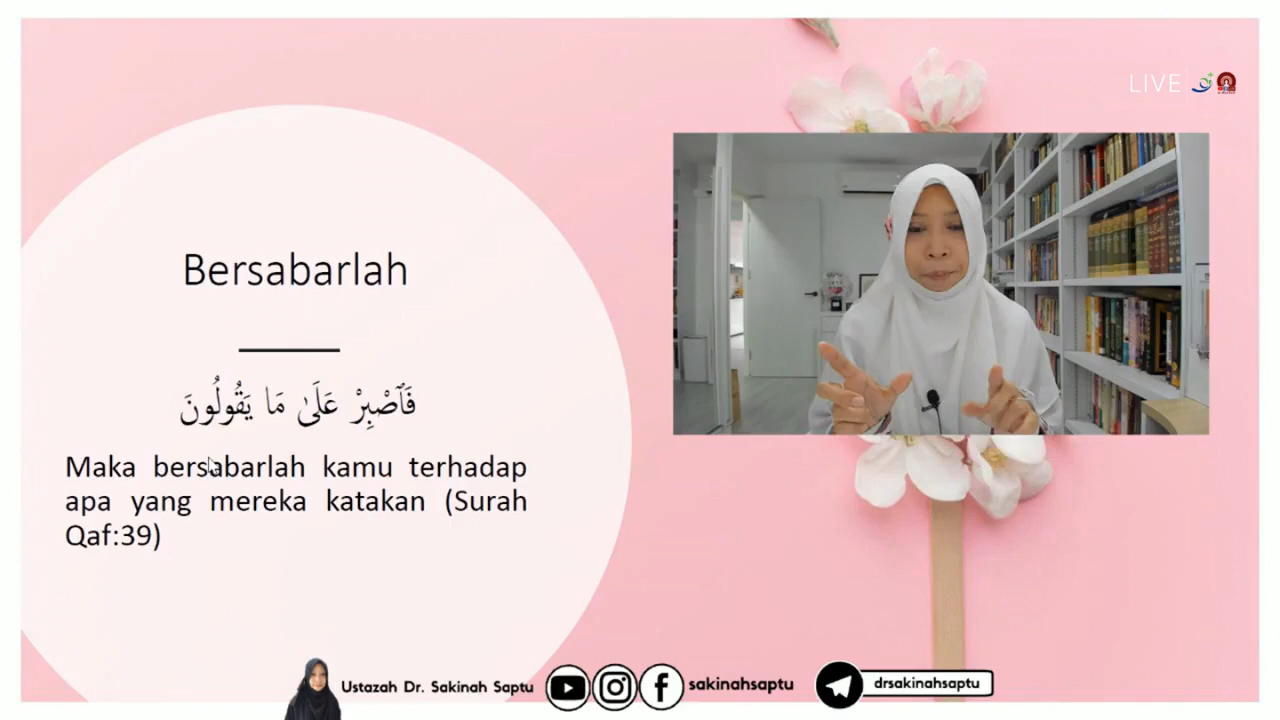 LIVE
Bersabarlah
فَٱصْبِرْ عَلَىٰ مَا يَقُولُونَ
Maka bersabarlah kamu terhadap
apa yang mereka katakan (Surah
Qaf:39)
Ustazah Dr. Sakinah Saptu
sakinahsaptu
drsakinahsaptu